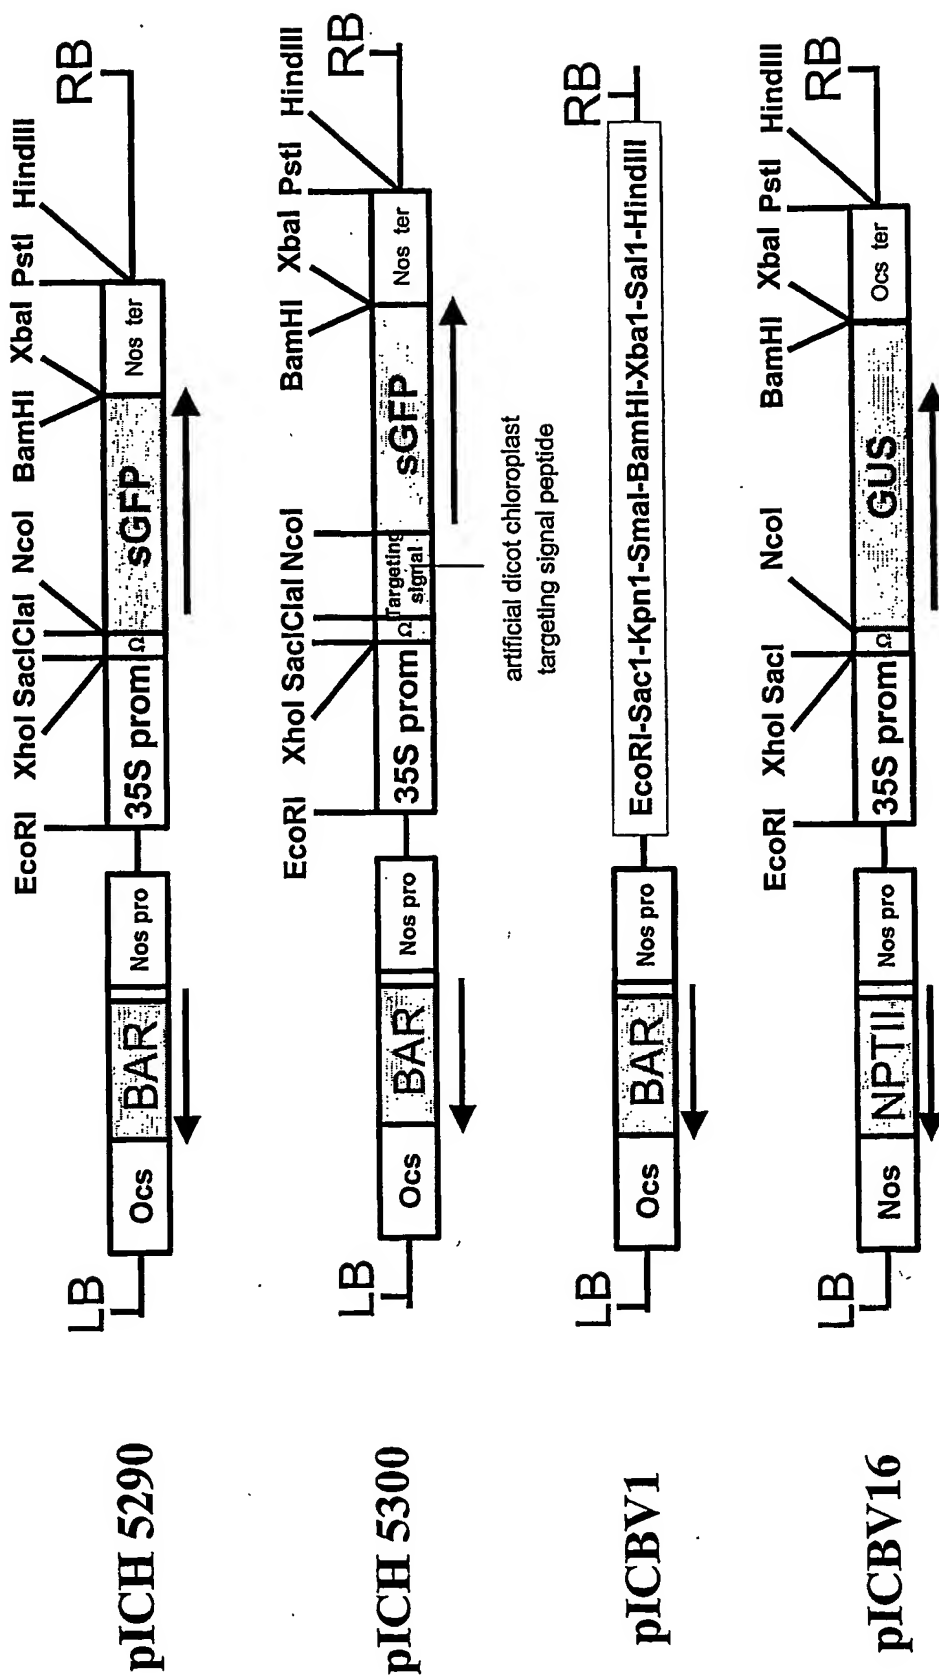 pICH 5290
LB
Ocs
BAR
Nos pro
EcoRI
XhoI SacI ClaI NcoI BamHI XbaI PstI HindIII
35S prom
Ω
sGFP
Nos ter
RB
pICH 5300
LB
Ocs
BAR
Nos pro
EcoRI
XhoI SacI ClaI NcoI BamHI XbaI PstI HindIII
35S prom
Ω
Targeting
signal
sGFP
Nos ter
RB
artificial dicot chloroplast
targeting signal peptide
pICBV1
LB
Ocs
BAR
Nos pro
EcoRI-Sac1-Kpn1-SmaI-BamHI-Xba1-Sal1-HindIII
RB
pICBV16
LB
Nos
NPTII
Nos pro
EcoRI
XhoI SacI NcoI BamHI XbaI PstI HindIII
35S prom
Ω
GUS
Ocs ter
RB